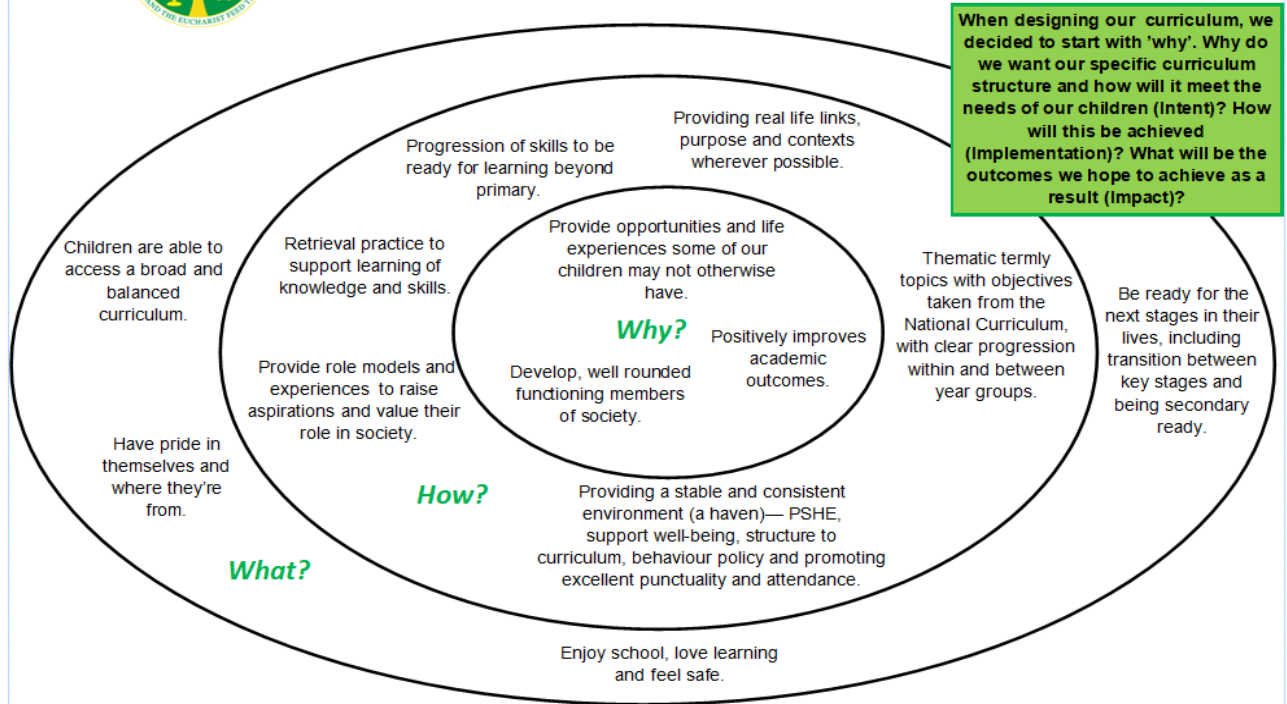 AND THE EUCHARIST FEED
When designing our curriculum, we
decided to start with 'why'. Why do
we want our specific curriculum
structure and how will it meet the
needs of our children (Intent)? How
will this be achieved
(Implementation)? What will be the
outcomes we hope to achieve as a
result (Impact)?
Providing real life links,
purpose and contexts
wherever possible.
Progression of skills to be
ready for learning beyond
primary.
Provide opportunities and life
experiences some of our
children may not otherwise
have.
Why?
Positively improves
academic
outcomes.
Develop, well rounded
functioning members
of society.
Children are able to
access a broad and
balanced
curriculum.
Retrieval practice to
support learning of
knowledge and skills.
Thematic termly
topics with objectives
taken from the
National Curriculum,
with clear progression
within and between
year groups.
Be ready for the
next stages in their
lives, including
transition between
key stages and
being secondary
ready.
Provide role models and
experiences to raise
aspirations and value their
role in society.
Have pride in
themselves and
where they're
from.
How?
Providing a stable and consistent
environment (a haven)— PSHE,
support well-being, structure to
curriculum, behaviour policy and promoting
excellent punctuality and attendance.
What?
Enjoy school, love learning
and feel safe.